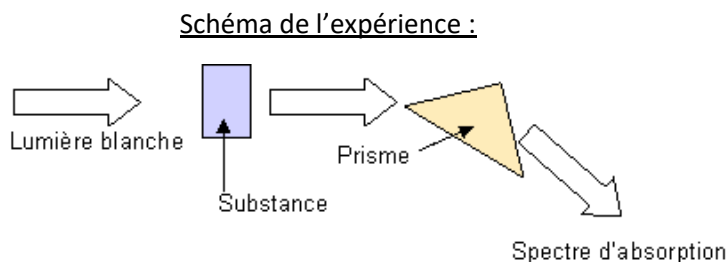 Schéma de l’expérience :
Lumière blanche
Prisme
Substance
Spectre d'absorption